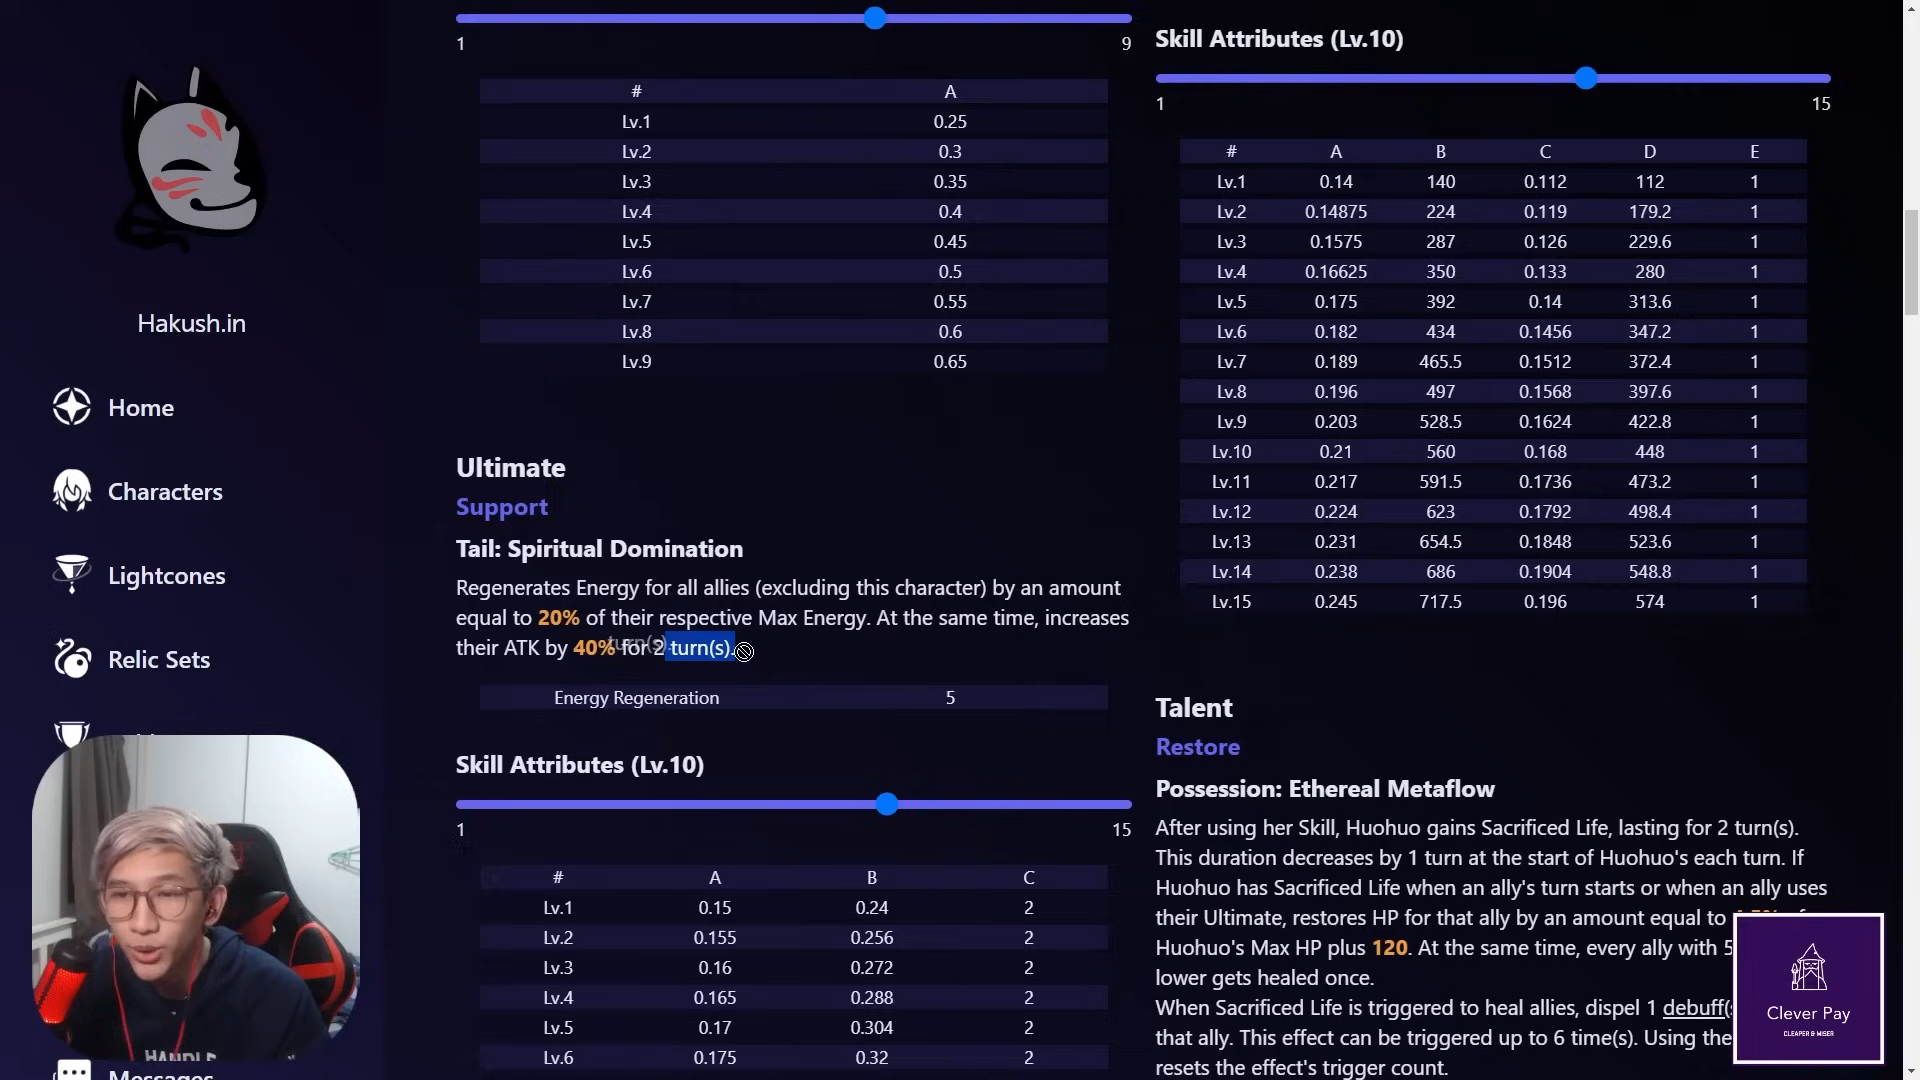 Hakush.in
Home
Characters
Lightcones
Relic Sets
Messages
HANDLE
1
9
# A
Lv.1 0.25
Lv.2 0.3
Lv.3 0.35
Lv.4 0.4
Lv.5 0.45
Lv.6 0.5
Lv.7 0.55
Lv.8 0.6
Lv.9 0.65
Ultimate
Support
Tail: Spiritual Domination
Regenerates Energy for all allies (excluding this character) by an amount
equal to 20% of their respective Max Energy. At the same time, increases
their ATK by 40% for 2 turn(s).
turn(s)
Energy Regeneration 5
Skill Attributes (Lv.10)
1
15
# A B C
Lv.1 0.15 0.24 2
Lv.2 0.155 0.256 2
Lv.3 0.16 0.272 2
Lv.4 0.165 0.288 2
Lv.5 0.17 0.304 2
Lv.6 0.175 0.32 2
Skill Attributes (Lv.10)
1
15
# A B C D E
Lv.1 0.14 140 0.112 112 1
Lv.2 0.14875 224 0.119 179.2 1
Lv.3 0.1575 287 0.126 229.6 1
Lv.4 0.16625 350 0.133 280 1
Lv.5 0.175 392 0.14 313.6 1
Lv.6 0.182 434 0.1456 347.2 1
Lv.7 0.189 465.5 0.1512 372.4 1
Lv.8 0.196 497 0.1568 397.6 1
Lv.9 0.203 528.5 0.1624 422.8 1
Lv.10 0.21 560 0.168 448 1
Lv.11 0.217 591.5 0.1736 473.2 1
Lv.12 0.224 623 0.1792 498.4 1
Lv.13 0.231 654.5 0.1848 523.6 1
Lv.14 0.238 686 0.1904 548.8 1
Lv.15 0.245 717.5 0.196 574 1
Talent
Restore
Possession: Ethereal Metaflow
After using her Skill, Huohuo gains Sacrificed Life, lasting for 2 turn(s).
This duration decreases by 1 turn at the start of Huohuo's each turn. If
Huohuo has Sacrificed Life when an ally's turn starts or when an ally uses
their Ultimate, restores HP for that ally by an amount equal to
Huohuo's Max HP plus 120. At the same time, every ally with 5
lower gets healed once.
When Sacrificed Life is triggered to heal allies, dispel 1 debuff(
that ally. This effect can be triggered up to 6 time(s). Using the
resets the effect's trigger count.
Clever Pay
CLEAPER & WISER